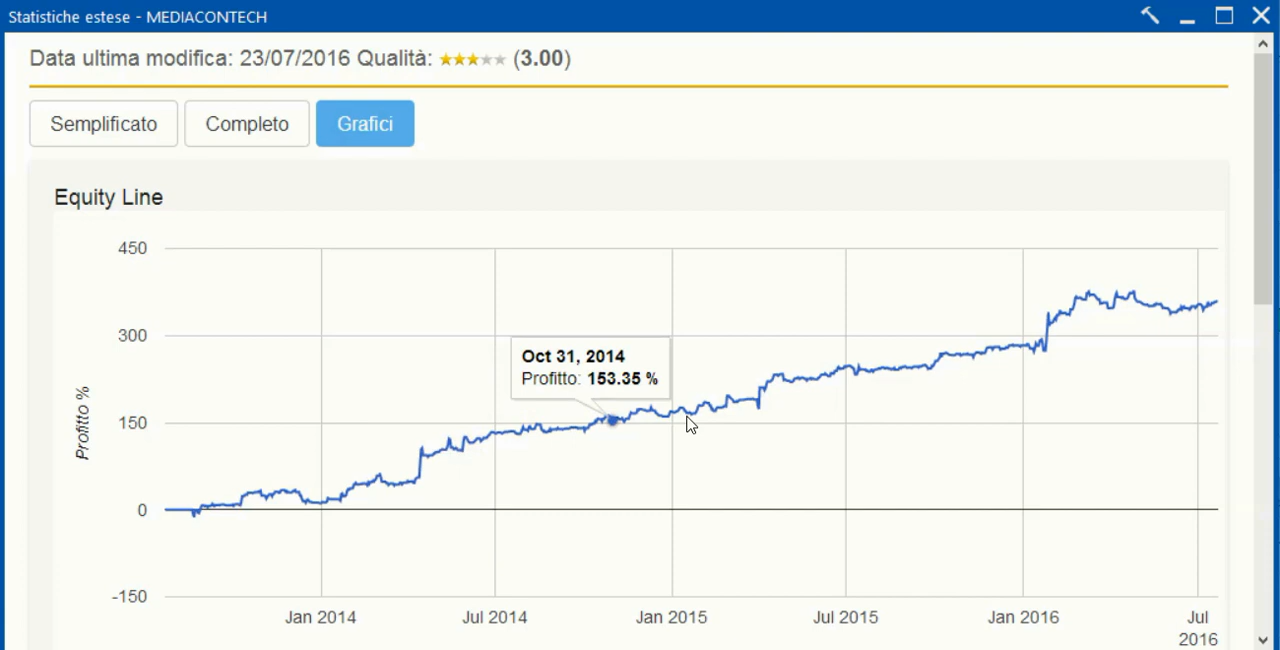 Statistiche estese - MEDIACONTECH
Data ultima modifica: 23/07/2016 Qualità: (3.00)
Semplificato Completo Grafici
Equity Line
450
300
150
0
-150
Profitto %
Oct 31, 2014
Profitto: 153.35 %
Jan 2014 Jul 2014 Jan 2015 Jul 2015 Jan 2016 Jul
2016